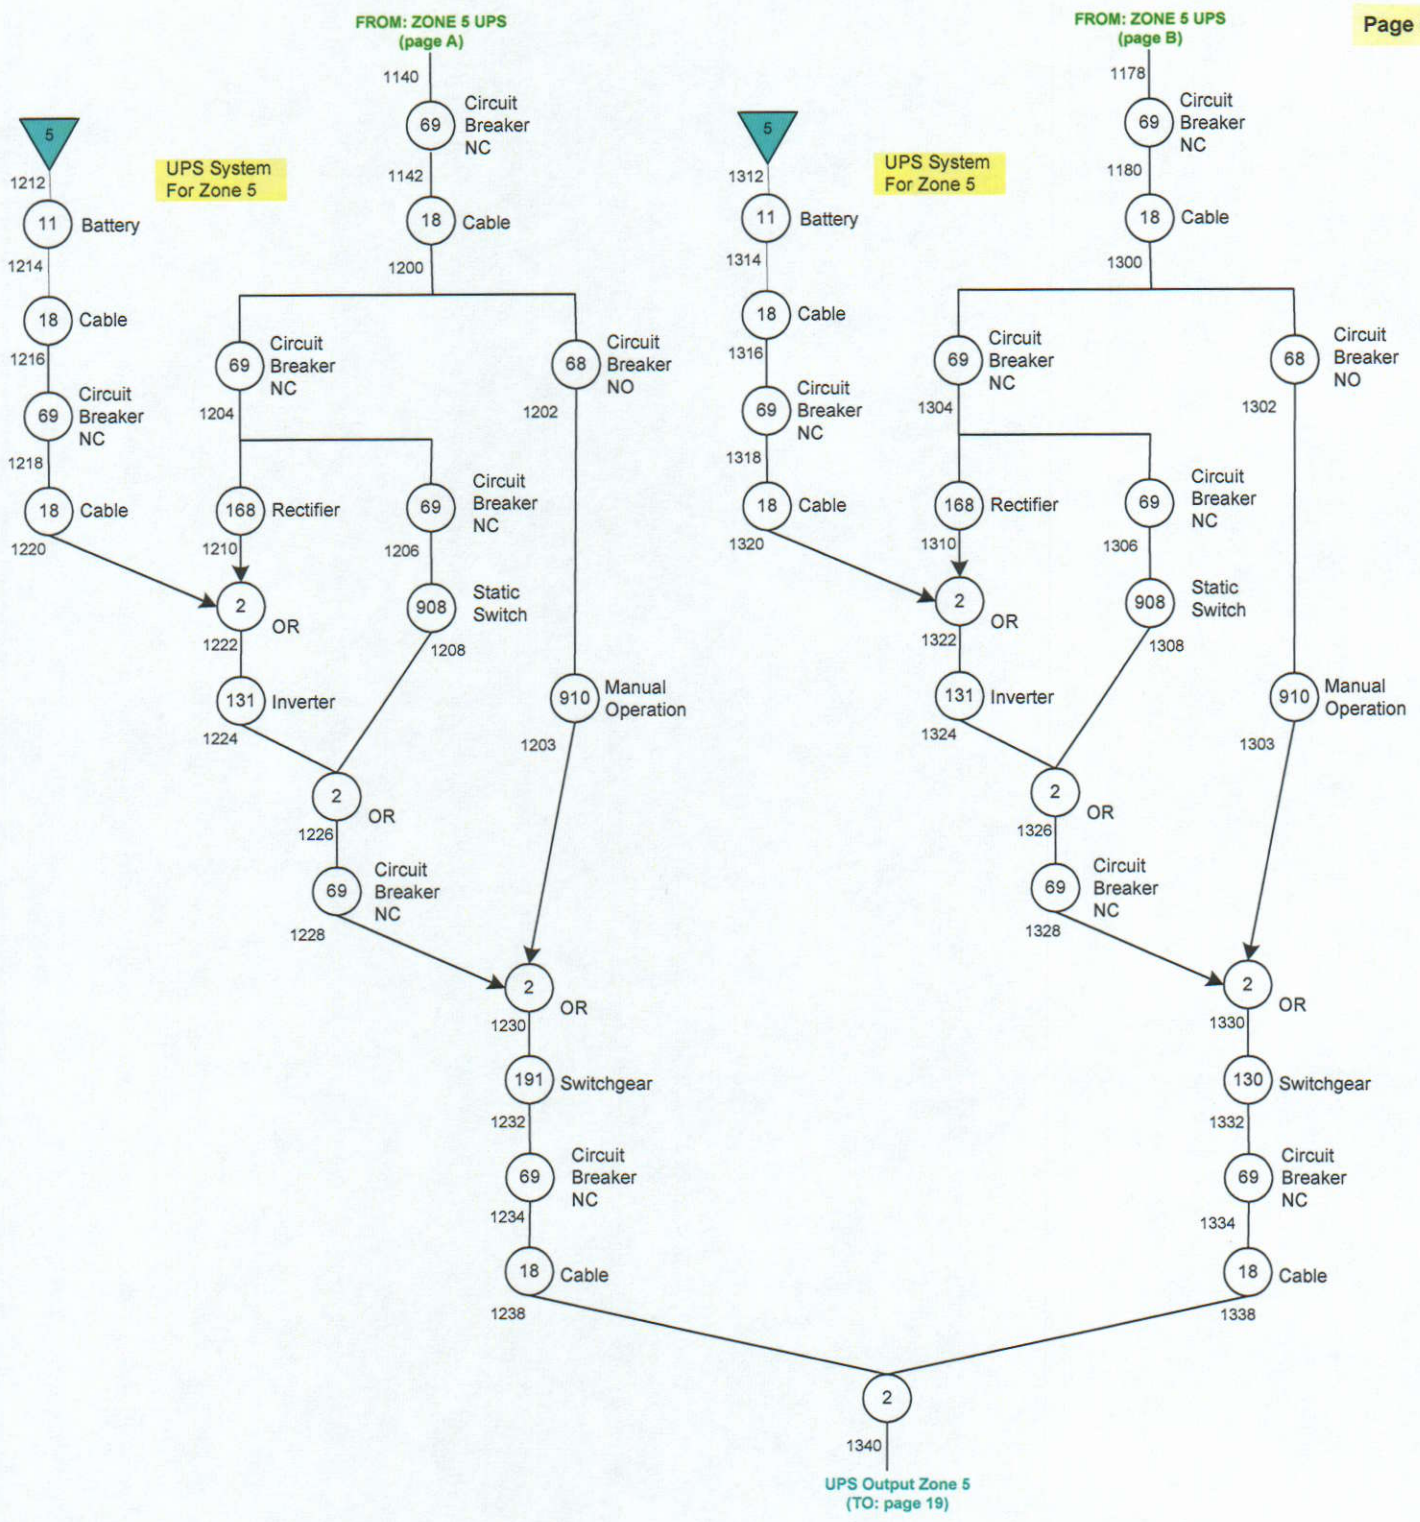 FROM: ZONE 5 UPS
(page A)
FROM: ZONE 5 UPS
(page B)
Page
1140
69
Circuit
Breaker
NC
1142
18
Cable
1200
5
1212
UPS System
For Zone 5
11
Battery
1214
18
Cable
1216
69
Circuit
Breaker
NC
1218
18
Cable
1220
69
Circuit
Breaker
NC
1204
68
Circuit
Breaker
NO
1202
168
Rectifier
1210
69
Circuit
Breaker
NC
1206
2
OR
1222
908
Static
Switch
1208
131
Inverter
1224
910
Manual
Operation
1203
2
OR
1226
69
Circuit
Breaker
NC
1228
2
OR
1230
191
Switchgear
1232
69
Circuit
Breaker
NC
1234
18
Cable
1238
1178
69
Circuit
Breaker
NC
1180
18
Cable
1300
5
1312
UPS System
For Zone 5
11
Battery
1314
18
Cable
1316
69
Circuit
Breaker
NC
1318
18
Cable
1320
69
Circuit
Breaker
NC
1304
68
Circuit
Breaker
NO
1302
168
Rectifier
1310
69
Circuit
Breaker
NC
1306
2
OR
1322
908
Static
Switch
1308
131
Inverter
1324
910
Manual
Operation
1303
2
OR
1326
69
Circuit
Breaker
NC
1328
2
OR
1330
130
Switchgear
1332
69
Circuit
Breaker
NC
1334
18
Cable
1338
2
1340
UPS Output Zone 5
(TO: page 19)